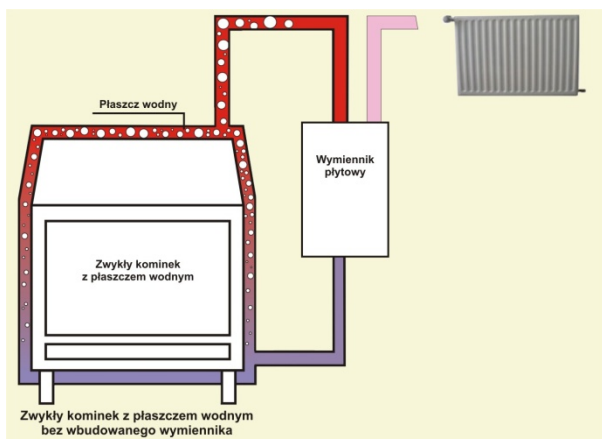 Płaszcz wodny
Wymiennik
płytowy
Zwykły kominek
z płaszczem wodnym
Zwykły kominek z płaszczem wodnym
bez wbudowanego wymiennika